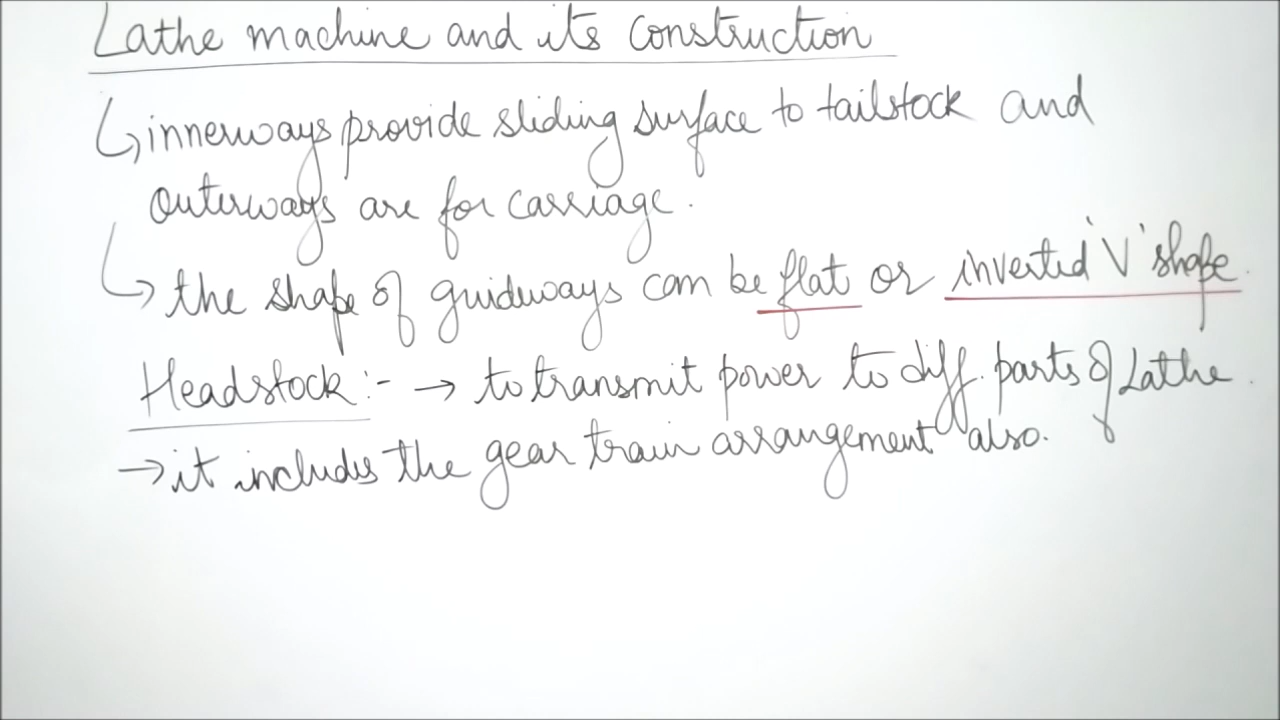 Lathe machine and its construction
↳ innerways provide sliding surface to tailstock and
outerways are for carriage.
↳ the shape of guideways can be flat or inverted 'V' shape.
Headstock :- → to transmit power to diff. parts of Lathe.
→ it includes the gear train arrangement also.